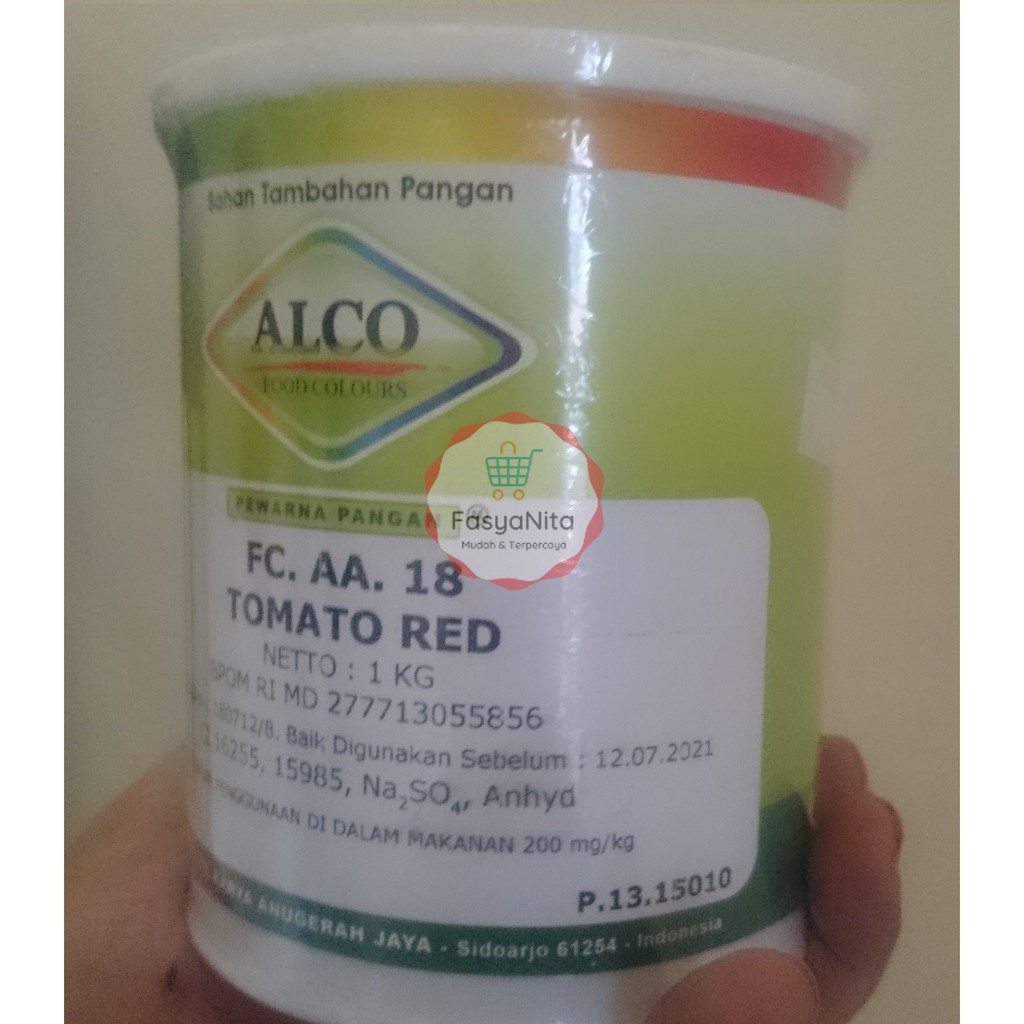 Bahan Tambahan Pangan
ALCO
FOOD COLOURS
PEWARNA PANGAN ®
FC. AA. 18
TOMATO RED
NETTO : 1 KG
BPOM RI MD 277713055856
180712/8. Baik Digunakan Sebelum : 12.07.2021
16255, 15985, Na₂SO₄, Anhyd
PENGGUNAAN DI DALAM MAKANAN 200 mg/kg
P.13.15010
ANUGERAH JAYA - Sidoarjo 61254 - Indonesia
FasyaNita
Mudah & Terpercaya